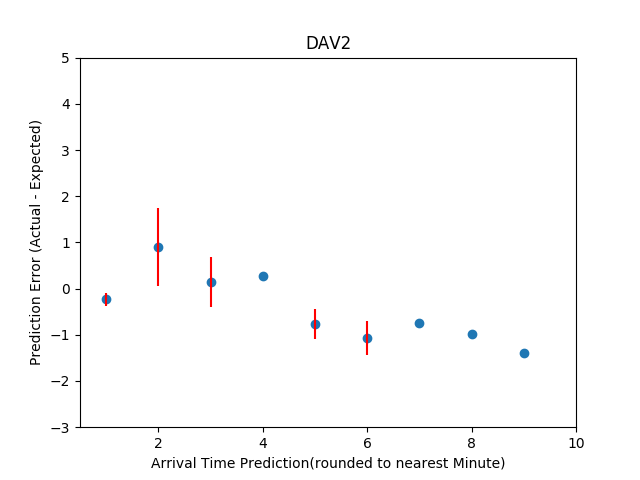 DAV2
5
4
3
2
1
0
−1
−2
−3
Prediction Error (Actual - Expected)
2 4 6 8 10
Arrival Time Prediction(rounded to nearest Minute)